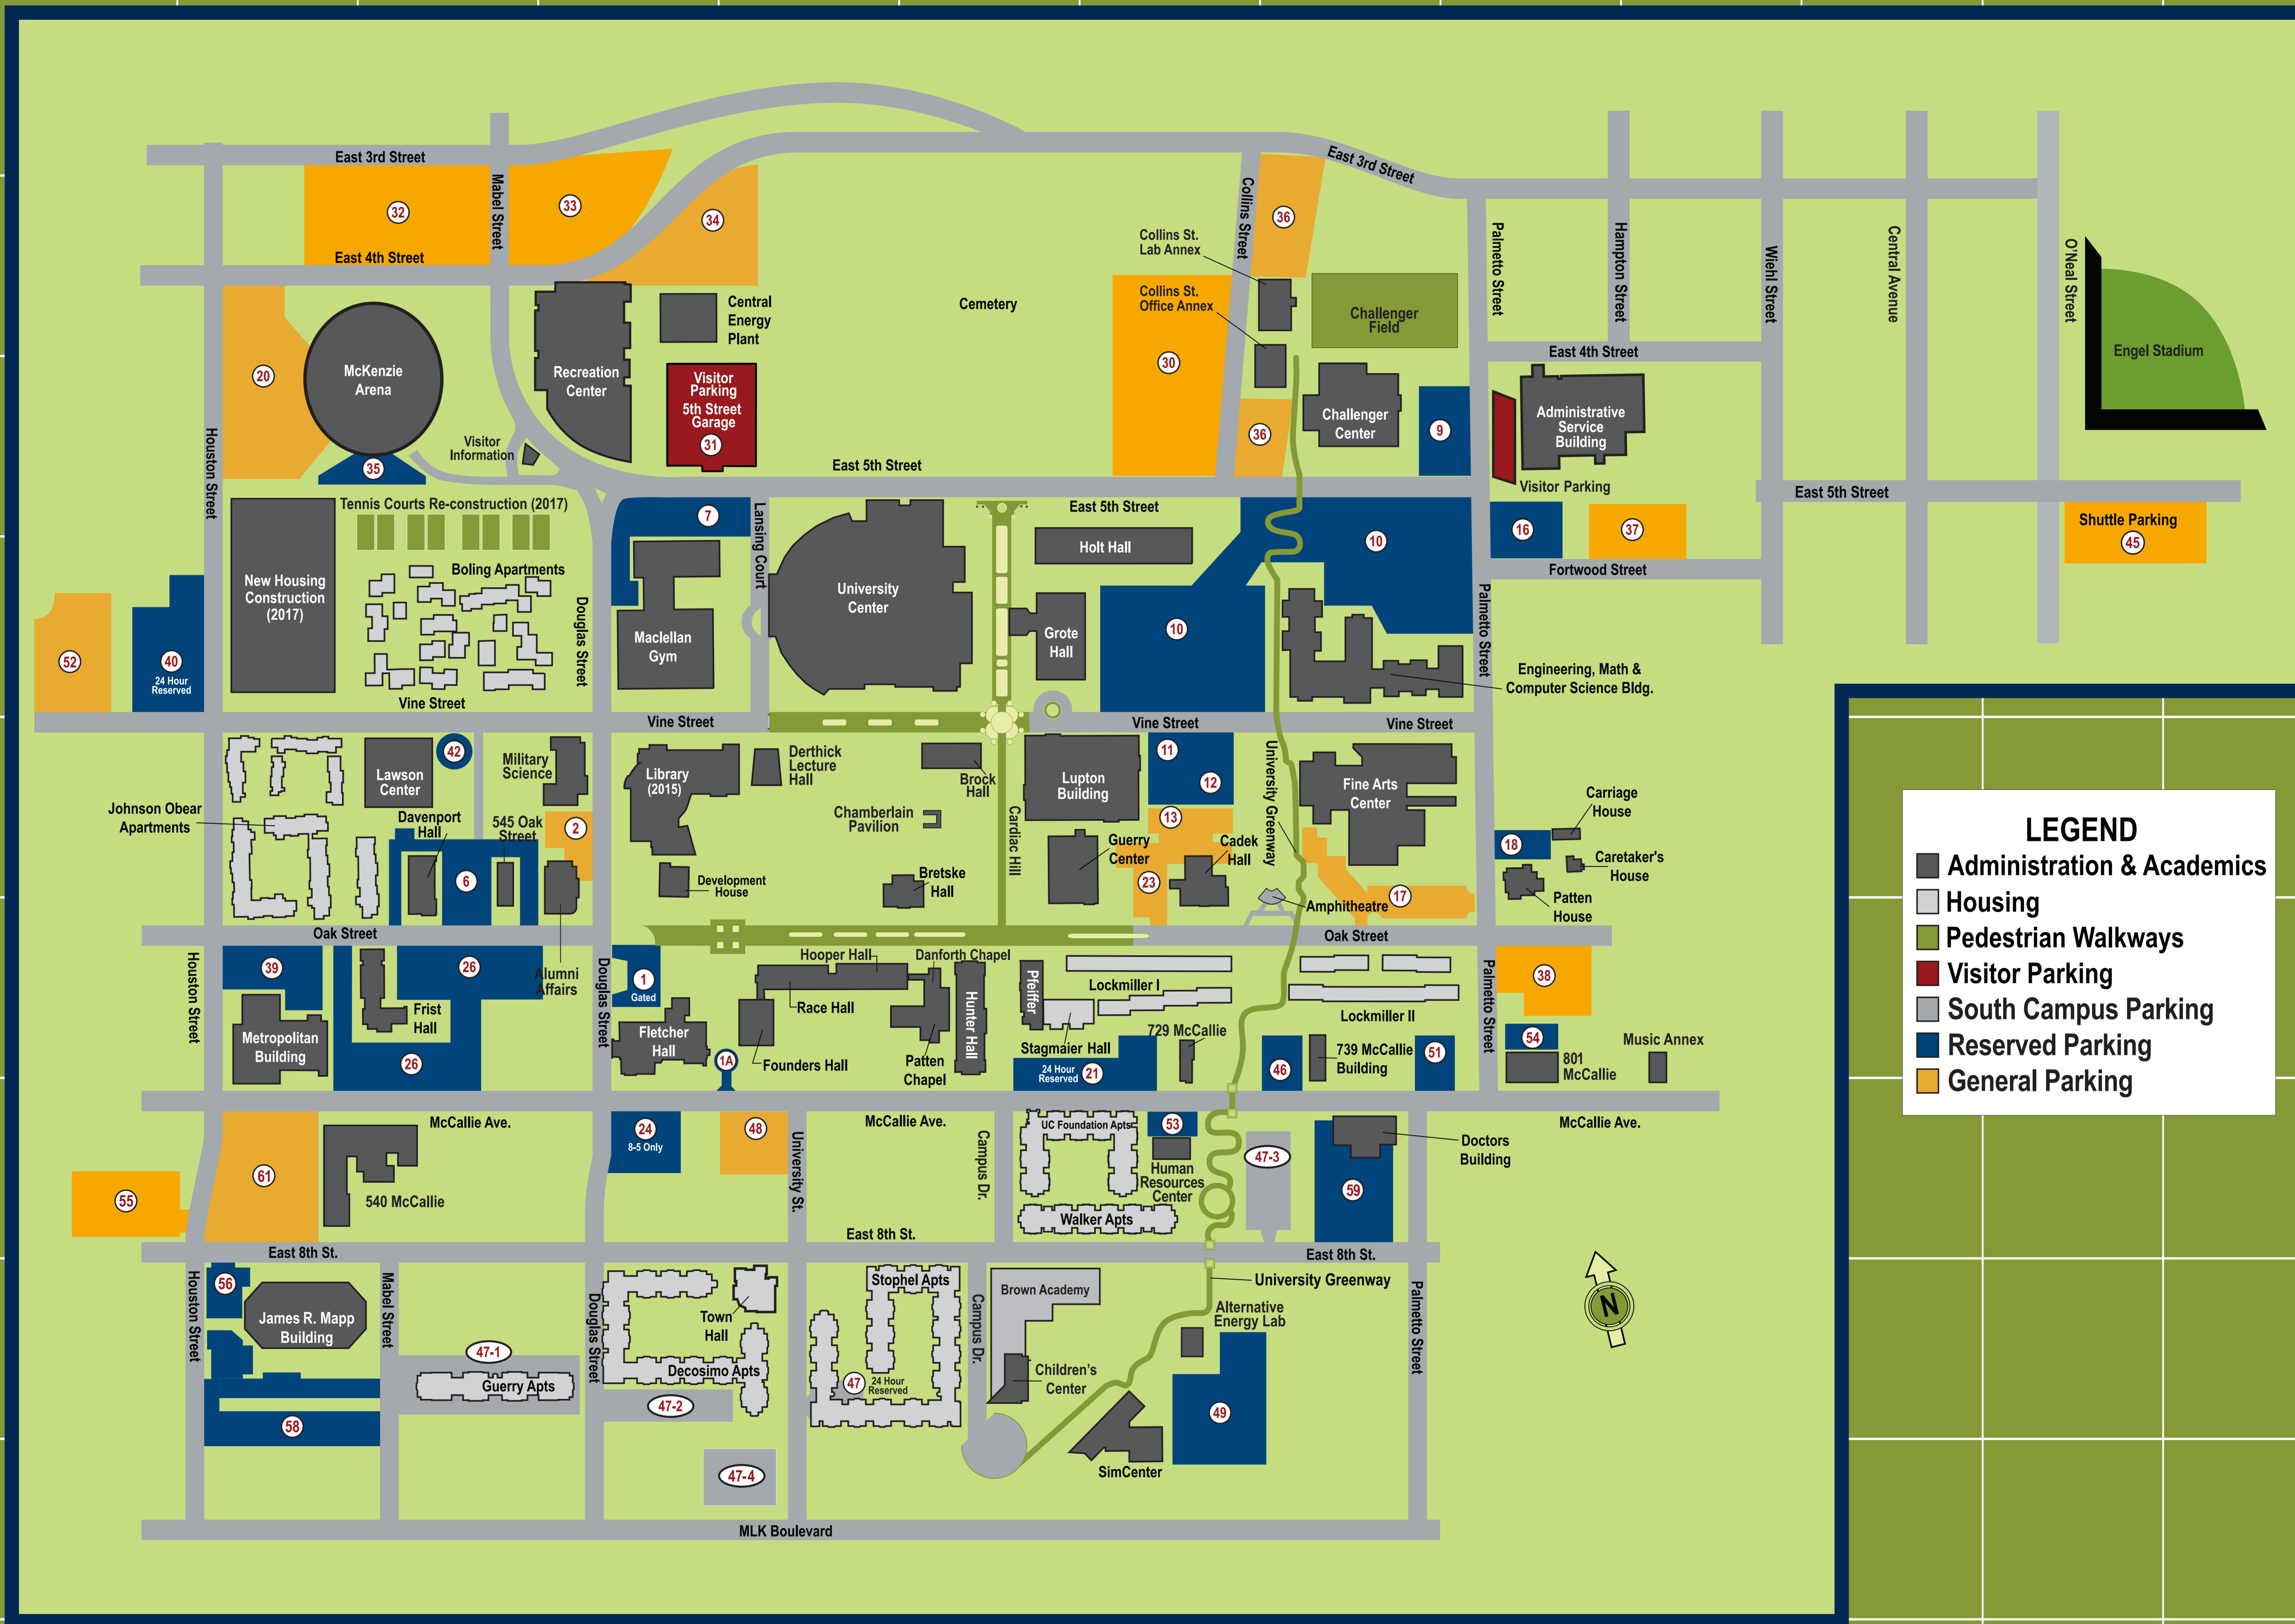 East 3rd Street
Mabel Street
32
33
34
East 4th Street
East 3rd Street
Collins Street
36
Collins St.
Lab Annex
Collins St.
Office Annex
30
36
Challenger
Field
Challenger
Center
9
Palmetto Street
Hampton Street
Wiehl Street
Central Avenue
O'Neal Street
Engel Stadium
East 4th Street
Administrative
Service
Building
Visitor Parking
Cemetery
Central
Energy
Plant
Recreation
Center
Visitor
Parking
5th Street
Garage
31
McKenzie
Arena
20
35
Visitor
Information
Houston Street
East 5th Street
East 5th Street
East 5th Street
Shuttle Parking
45
16
37
Fortwood Street
Tennis Courts Re-construction (2017)
Boling Apartments
New Housing
Construction
(2017)
52
40
24 Hour
Reserved
Douglas Street
7
Lansing Court
Maclellan
Gym
University
Center
Holt Hall
Grote
Hall
10
10
Palmetto Street
Engineering, Math &
Computer Science Bldg.
Vine Street
Vine Street
Vine Street
Vine Street
Lawson
Center
42
Military
Science
Johnson Obear
Apartments
Davenport
Hall
545 Oak
Street
2
6
Library
(2015)
Derthick
Lecture
Hall
Development
House
Chamberlain
Pavilion
Brock
Hall
Bretske
Hall
Cardiac Hill
Lupton
Building
11
12
13
Guerry
Center
Cadek
Hall
23
University Greenway
Amphitheatre
Fine Arts
Center
17
18
Carriage
House
Caretaker's
House
Patten
House
Oak Street
Oak Street
Houston Street
39
26
26
Metropolitan
Building
Frist
Hall
Alumni
Affairs
Douglas Street
1
Gated
Fletcher
Hall
1A
Hooper Hall
Race Hall
Founders Hall
Danforth Chapel
Patten
Chapel
Hunter Hall
Pfeiffer
Lockmiller I
Stagmaier Hall
24 Hour
Reserved
21
729 McCallie
Lockmiller II
46
739 McCallie
Building
51
Palmetto Street
38
54
801
McCallie
Music Annex
McCallie Ave.
McCallie Ave.
McCallie Ave.
55
61
540 McCallie
24
8-5 Only
48
University St.
Campus Dr.
UC Foundation Apts
53
Human
Resources
Center
Walker Apts
47-3
59
Doctors
Building
East 8th St.
East 8th St.
East 8th St.
University Greenway
56
Houston Street
James R. Mapp
Building
58
Mabel Street
47-1
Guerry Apts
Douglas Street
Town
Hall
Decosimo Apts
47-2
47-4
Stophel Apts
47
24 Hour
Reserved
Campus Dr.
Brown Academy
Children's
Center
Alternative
Energy Lab
49
SimCenter
Palmetto Street
N
MLK Boulevard
LEGEND
Administration & Academics
Housing
Pedestrian Walkways
Visitor Parking
South Campus Parking
Reserved Parking
General Parking